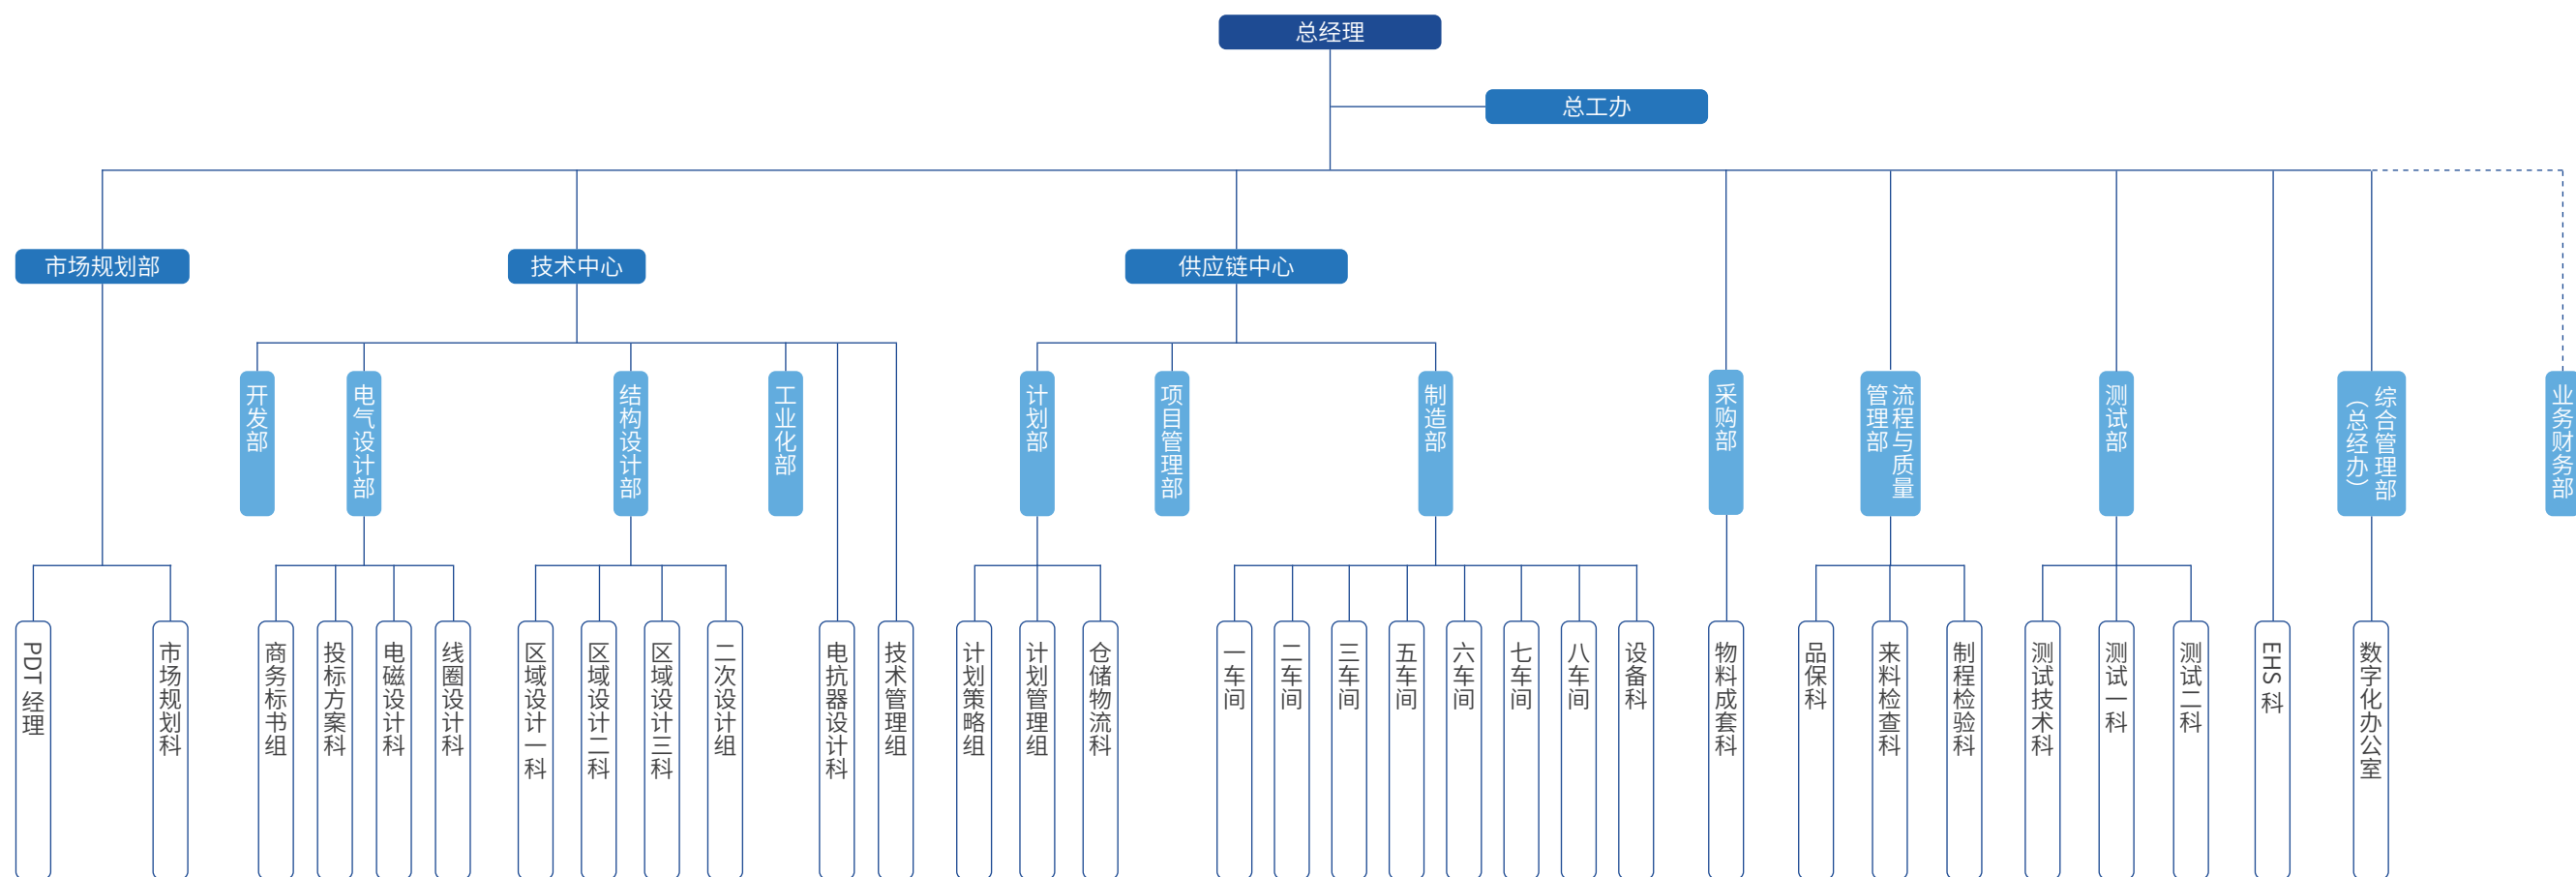 总经理
总工办
市场规划部
技术中心
供应链中心
开发部
电气设计部
结构设计部
工业化部
计划部
项目管理部
制造部
采购部
流程与质量
管理部
测试部
综合管理部
（总经办）
业务财务部
PDT 经理
市场规划科
商务标书组
投标方案科
电磁设计科
线圈设计科
区域设计一科
区域设计二科
区域设计三科
二次设计组
电抗器设计科
技术管理组
计划策略组
计划管理组
仓储物流科
一车间
二车间
三车间
五车间
六车间
七车间
八车间
设备科
物料成套科
品保科
来料检查科
制程检验科
测试技术科
测试一科
测试二科
EHS 科
数字化办公室